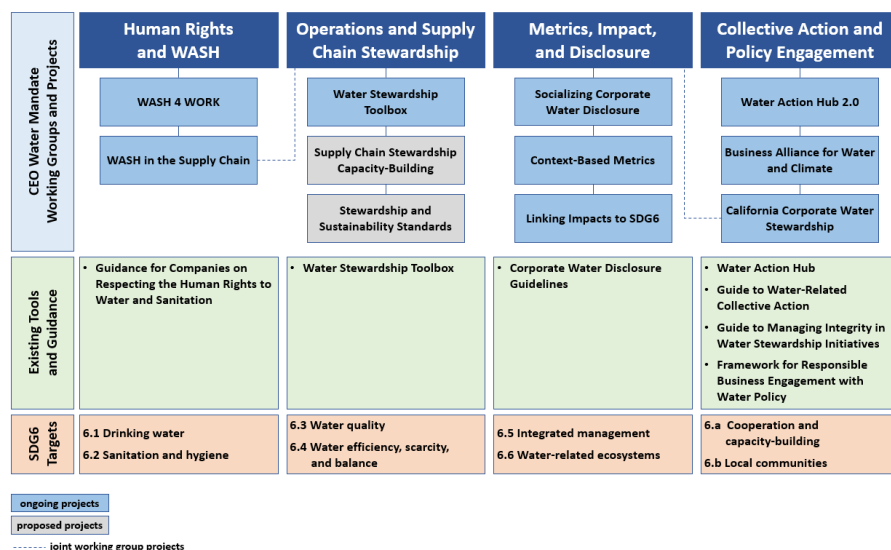 Human Rights
and WASH
Operations and Supply
Chain Stewardship
Metrics, Impact,
and Disclosure
Collective Action and
Policy Engagement
CEO Water Mandate
Working Groups and Projects
WASH 4 WORK
WASH in the Supply Chain
Water Stewardship
Toolbox
Supply Chain Stewardship
Capacity-Building
Stewardship and
Sustainability Standards
Socializing Corporate
Water Disclosure
Context-Based Metrics
Linking Impacts to SDG6
Water Action Hub 2.0
Business Alliance for Water
and Climate
California Corporate Water
Stewardship
Existing Tools
and Guidance
• Guidance for Companies on
Respecting the Human Rights to
Water and Sanitation
• Water Stewardship Toolbox
• Corporate Water Disclosure
Guidelines
• Water Action Hub
• Guide to Water-Related
Collective Action
• Guide to Managing Integrity in
Water Stewardship Initiatives
• Framework for Responsible
Business Engagement with
Water Policy
SDG6
Targets
6.1 Drinking water
6.2 Sanitation and hygiene
6.3 Water quality
6.4 Water efficiency, scarcity,
and balance
6.5 Integrated management
6.6 Water-related ecosystems
6.a Cooperation and
capacity-building
6.b Local communities
ongoing projects
proposed projects
joint working group projects